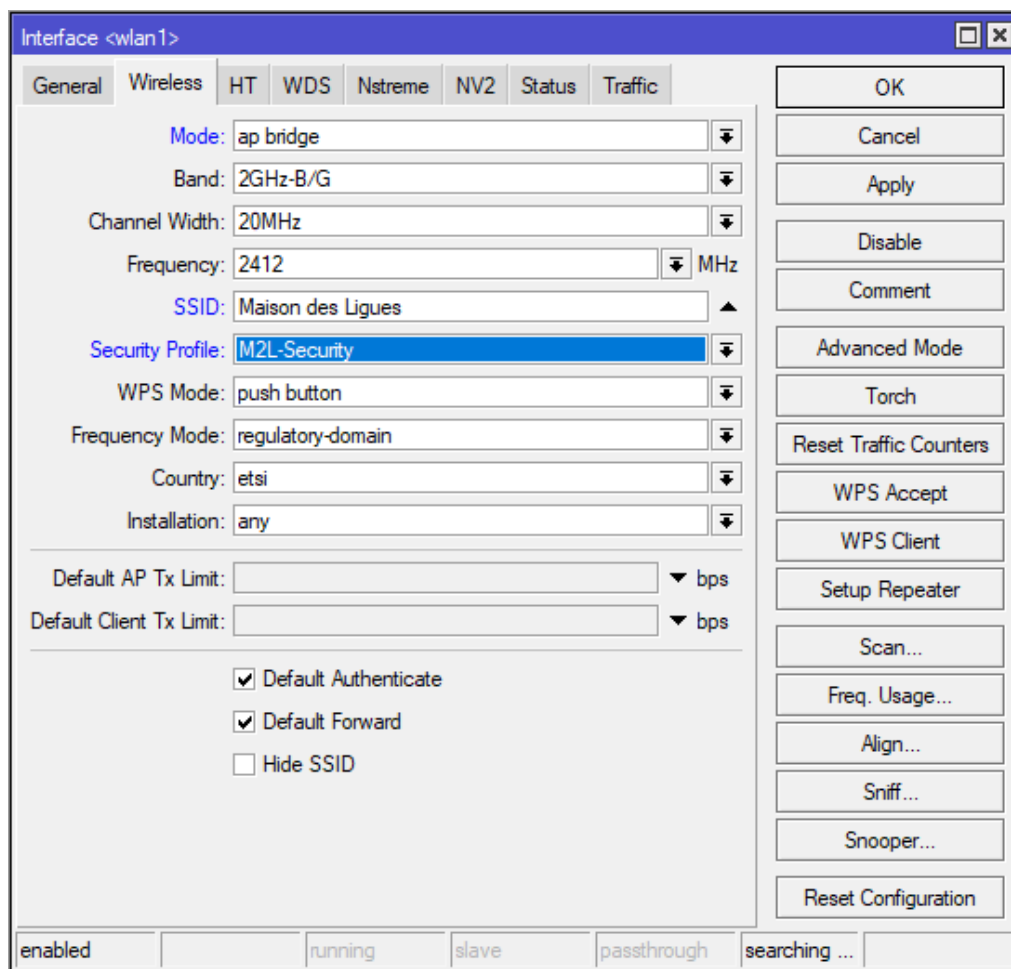 Interface <wlan1>
General Wireless HT WDS Nstreme NV2 Status Traffic
Mode: ap bridge
Band: 2GHz-B/G
Channel Width: 20MHz
Frequency: 2412 MHz
SSID: Maison des Ligues
Security Profile: M2L-Security
WPS Mode: push button
Frequency Mode: regulatory-domain
Country: etsi
Installation: any
Default AP Tx Limit: bps
Default Client Tx Limit: bps
Default Authenticate
Default Forward
Hide SSID
OK
Cancel
Apply
Disable
Comment
Advanced Mode
Torch
Reset Traffic Counters
WPS Accept
WPS Client
Setup Repeater
Scan...
Freq. Usage...
Align...
Sniff...
Snooper...
Reset Configuration
enabled running slave passthrough searching ...